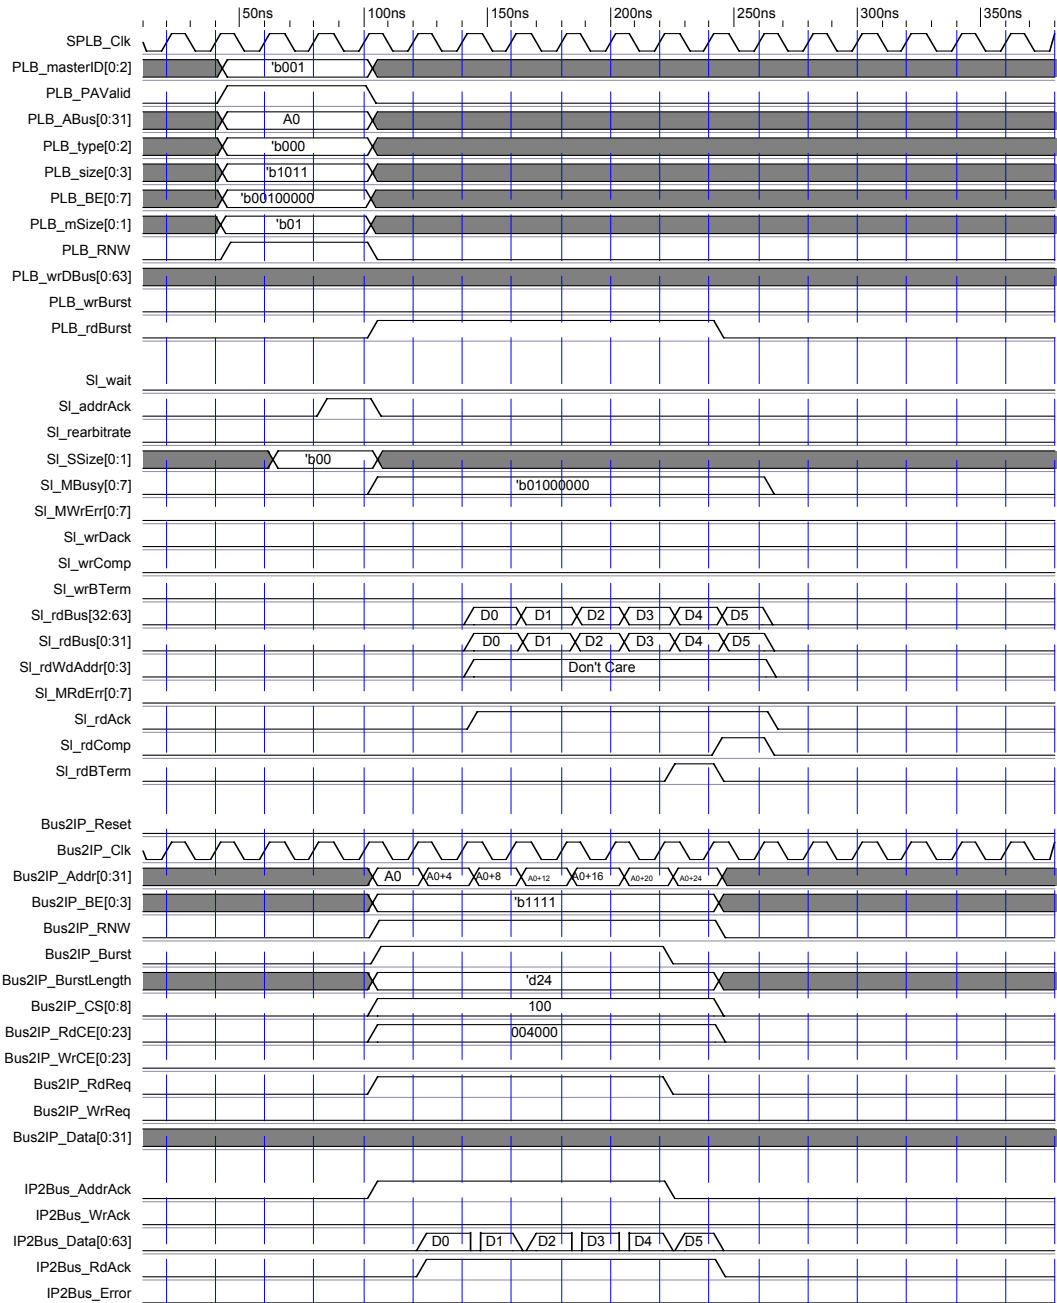 50ns 100ns 150ns 200ns 250ns 300ns 350ns
SPLB_Clk
PLB_masterID[0:2] 'b001
PLB_PAValid
PLB_ABus[0:31] A0
PLB_type[0:2] 'b000
PLB_size[0:3] 'b1011
PLB_BE[0:7] 'b00100000
PLB_mSize[0:1] 'b01
PLB_RNW
PLB_wrDBus[0:63]
PLB_wrBurst
PLB_rdBurst
Sl_wait
Sl_addrAck
Sl_rearbitrate
Sl_SSize[0:1] 'b00
Sl_MBusy[0:7] 'b01000000
Sl_MWrErr[0:7]
Sl_wrDack
Sl_wrComp
Sl_wrBTerm
Sl_rdBus[32:63] D0 D1 D2 D3 D4 D5
Sl_rdBus[0:31] D0 D1 D2 D3 D4 D5
Sl_rdWdAddr[0:3] Don't Care
Sl_MRdErr[0:7]
Sl_rdAck
Sl_rdComp
Sl_rdBTerm
Bus2IP_Reset
Bus2IP_Clk
Bus2IP_Addr[0:31] A0 A0+4 A0+8 A0+12 A0+16 A0+20 A0+24
Bus2IP_BE[0:3] 'b1111
Bus2IP_RNW
Bus2IP_Burst
Bus2IP_BurstLength 'd24
Bus2IP_CS[0:8] 100
Bus2IP_RdCE[0:23] 004000
Bus2IP_WrCE[0:23]
Bus2IP_RdReq
Bus2IP_WrReq
Bus2IP_Data[0:31]
IP2Bus_AddrAck
IP2Bus_WrAck
IP2Bus_Data[0:63] D0 D1 D2 D3 D4 D5
IP2Bus_RdAck
IP2Bus_Error